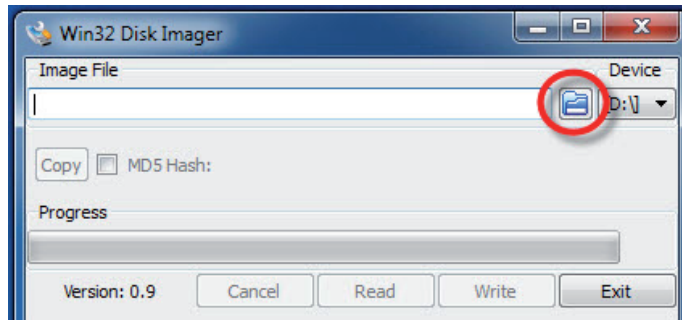 Win32 Disk Imager
Image File Device
[D:\]
Copy MD5 Hash:
Progress
Version: 0.9 Cancel Read Write Exit